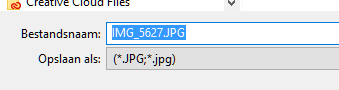 Creative Cloud Files
Bestandsnaam: IMG_5627.JPG
Opslaan als: (*.JPG;*.jpg)